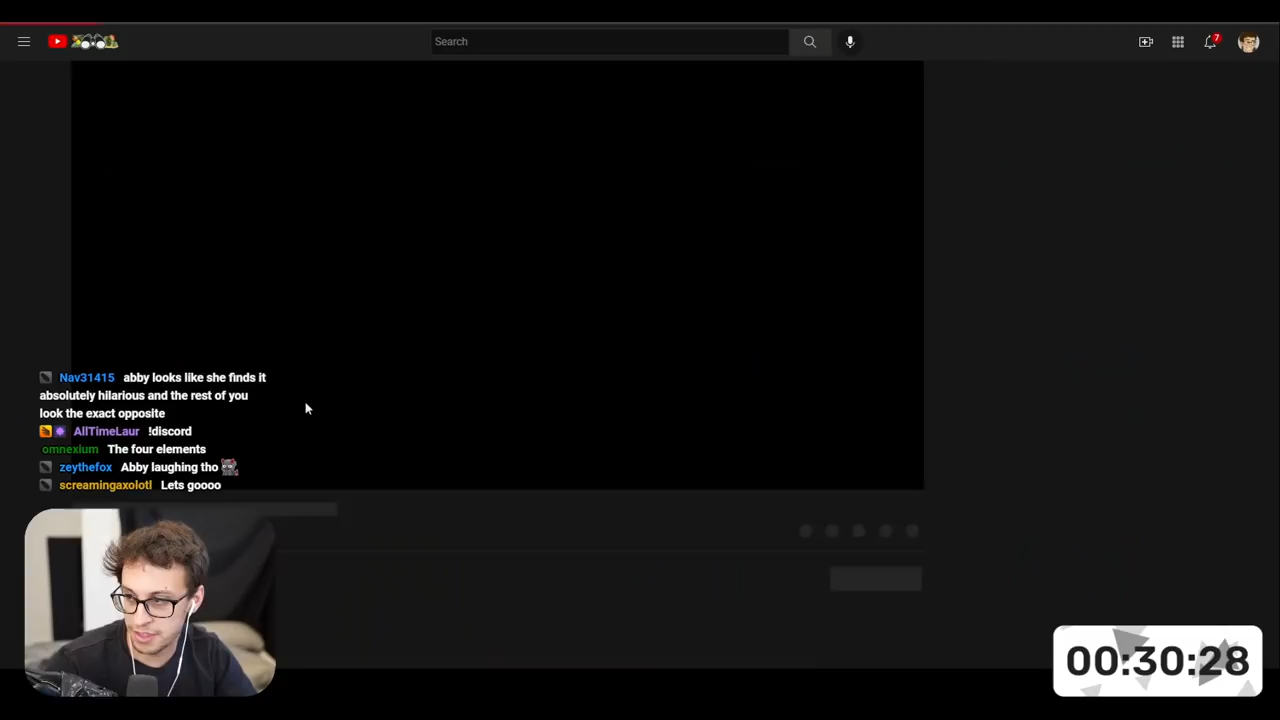 Search
7
Nav31415 abby looks like she finds it
absolutely hilarious and the rest of you
look the exact opposite
AllTimeLaur !discord
omnexium The four elements
zeythefox Abby laughing tho
screamingaxolotl Lets goooo
00:30:28